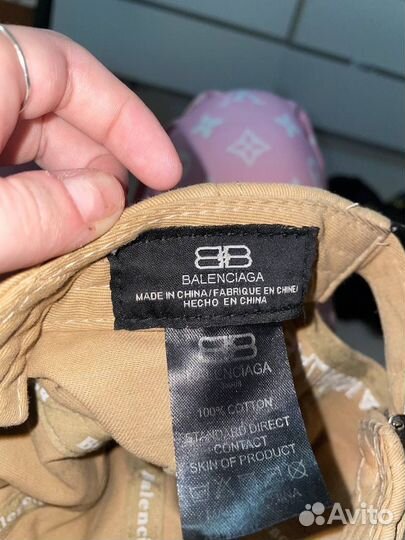 BB
BALENCIAGA
MADE IN CHINA/FABRIQUE EN CHINE/
HECHO EN CHINA
BALENCIAGA
100% COTTON
STANDARD DIRECT
CONTACT
SKIN OF PRODUCT
Avito